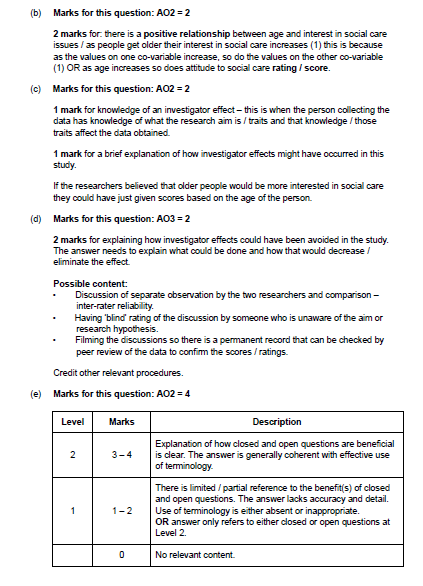 (b) Marks for this question: AO2 = 2
2 marks for: there is a positive relationship between age and interest in social care
issues / as people get older their interest in social care increases (1) this is because
as the values on one co-variable increase, so do the values on the other co-variable
(1) OR as age increases so does attitude to social care rating / score.
(c) Marks for this question: AO2 = 2
1 mark for knowledge of an investigator effect – this is when the person collecting the
data has knowledge of what the research aim is / traits and that knowledge / those
traits affect the data obtained.
1 mark for a brief explanation of how investigator effects might have occurred in this
study.
If the researchers believed that older people would be more interested in social care
they could have just given scores based on the age of the person.
(d) Marks for this question: AO3 = 2
2 marks for explaining how investigator effects could have been avoided in the study.
The answer needs to explain what could be done and how that would decrease /
eliminate the effect.
Possible content:
• Discussion of separate observation by the two researchers and comparison –
inter-rater reliability.
• Having 'blind' rating of the discussion by someone who is unaware of the aim or
research hypothesis.
• Filming the discussions so there is a permanent record that can be checked by
peer review of the data to confirm the scores / ratings.
Credit other relevant procedures.
(e) Marks for this question: AO2 = 4
Level Marks Description
2 3 – 4 Explanation of how closed and open questions are beneficial
is clear. The answer is generally coherent with effective use
of terminology.
1 1 – 2 There is limited / partial reference to the benefit(s) of closed
and open questions. The answer lacks accuracy and detail.
Use of terminology is either absent or inappropriate.
OR answer only refers to either closed or open questions at
Level 2.
0 No relevant content.